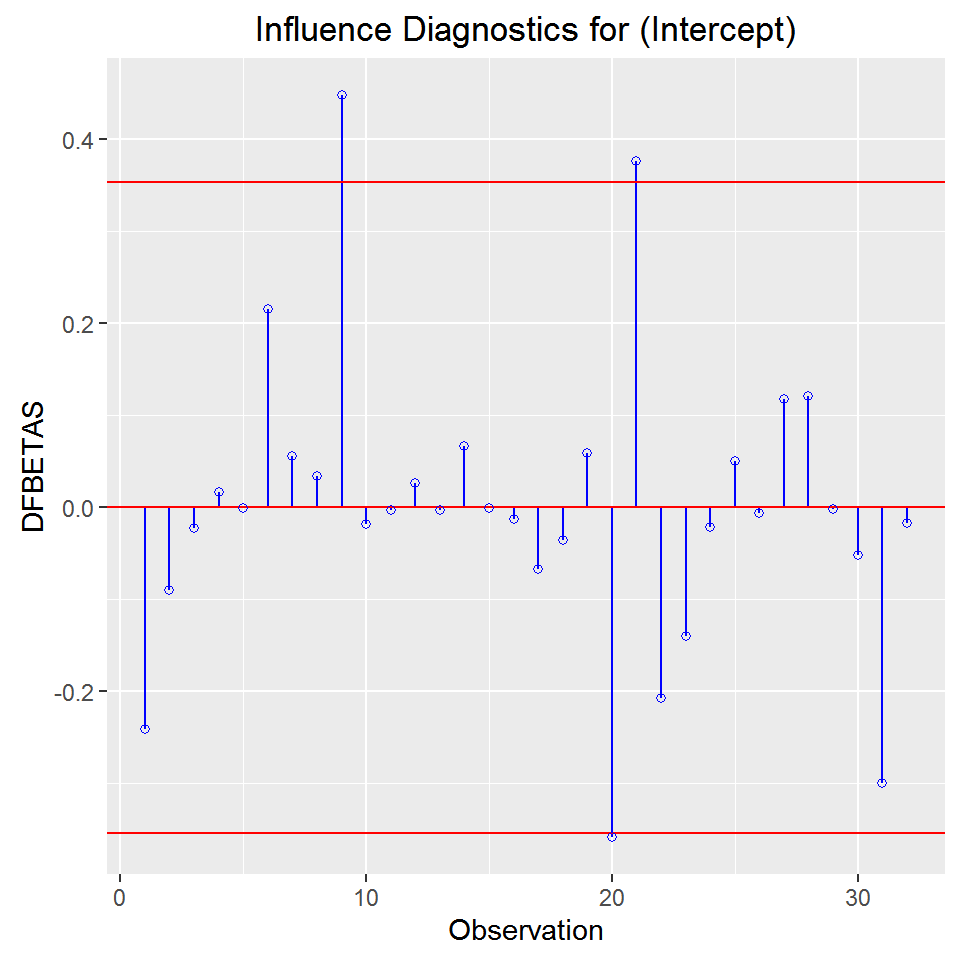 Influence Diagnostics for (Intercept)
DFBETAS
0.4
0.2
0.0
-0.2
0
10
20
30
Observation